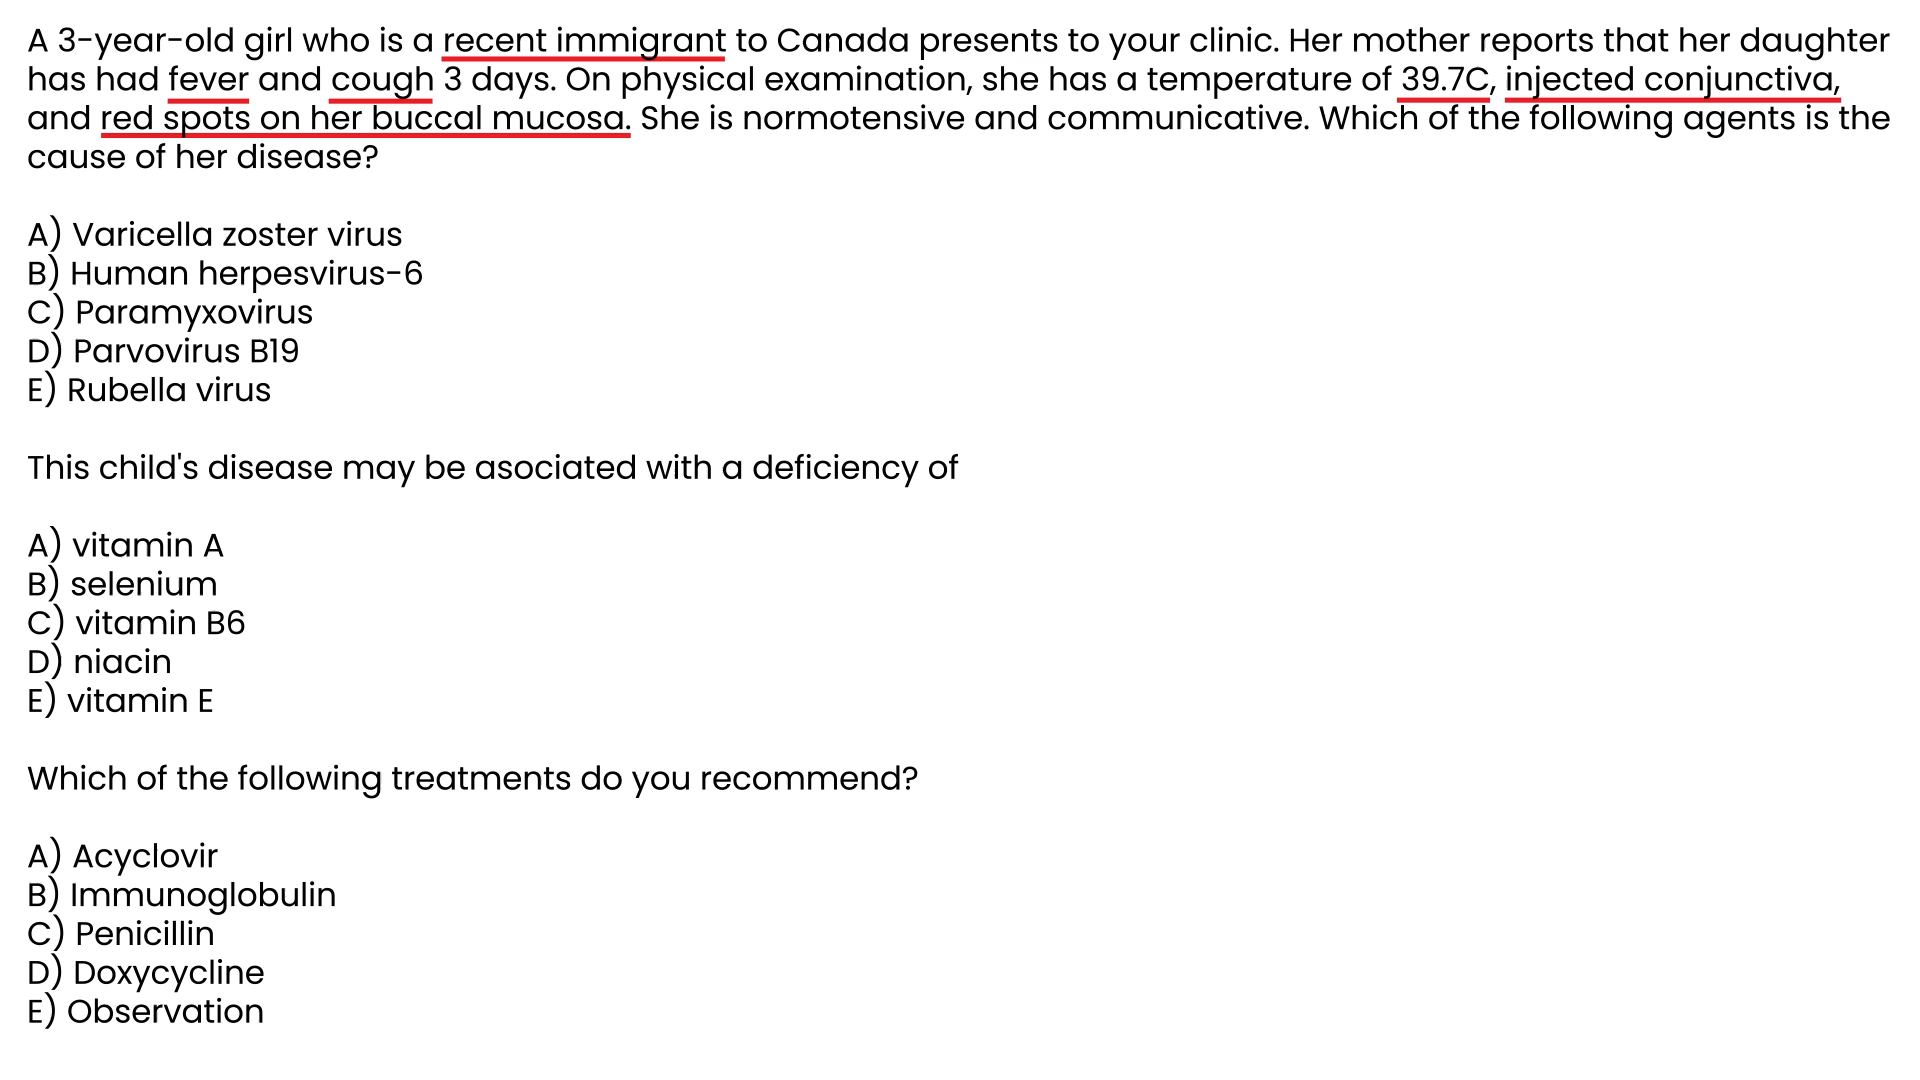 A 3-year-old girl who is a recent immigrant to Canada presents to your clinic. Her mother reports that her daughter
has had fever and cough 3 days. On physical examination, she has a temperature of 39.7C, injected conjunctiva,
and red spots on her buccal mucosa. She is normotensive and communicative. Which of the following agents is the
cause of her disease?
A) Varicella zoster virus
B) Human herpesvirus-6
C) Paramyxovirus
D) Parvovirus B19
E) Rubella virus
This child's disease may be asociated with a deficiency of
A) vitamin A
B) selenium
C) vitamin B6
D) niacin
E) vitamin E
Which of the following treatments do you recommend?
A) Acyclovir
B) Immunoglobulin
C) Penicillin
D) Doxycycline
E) Observation